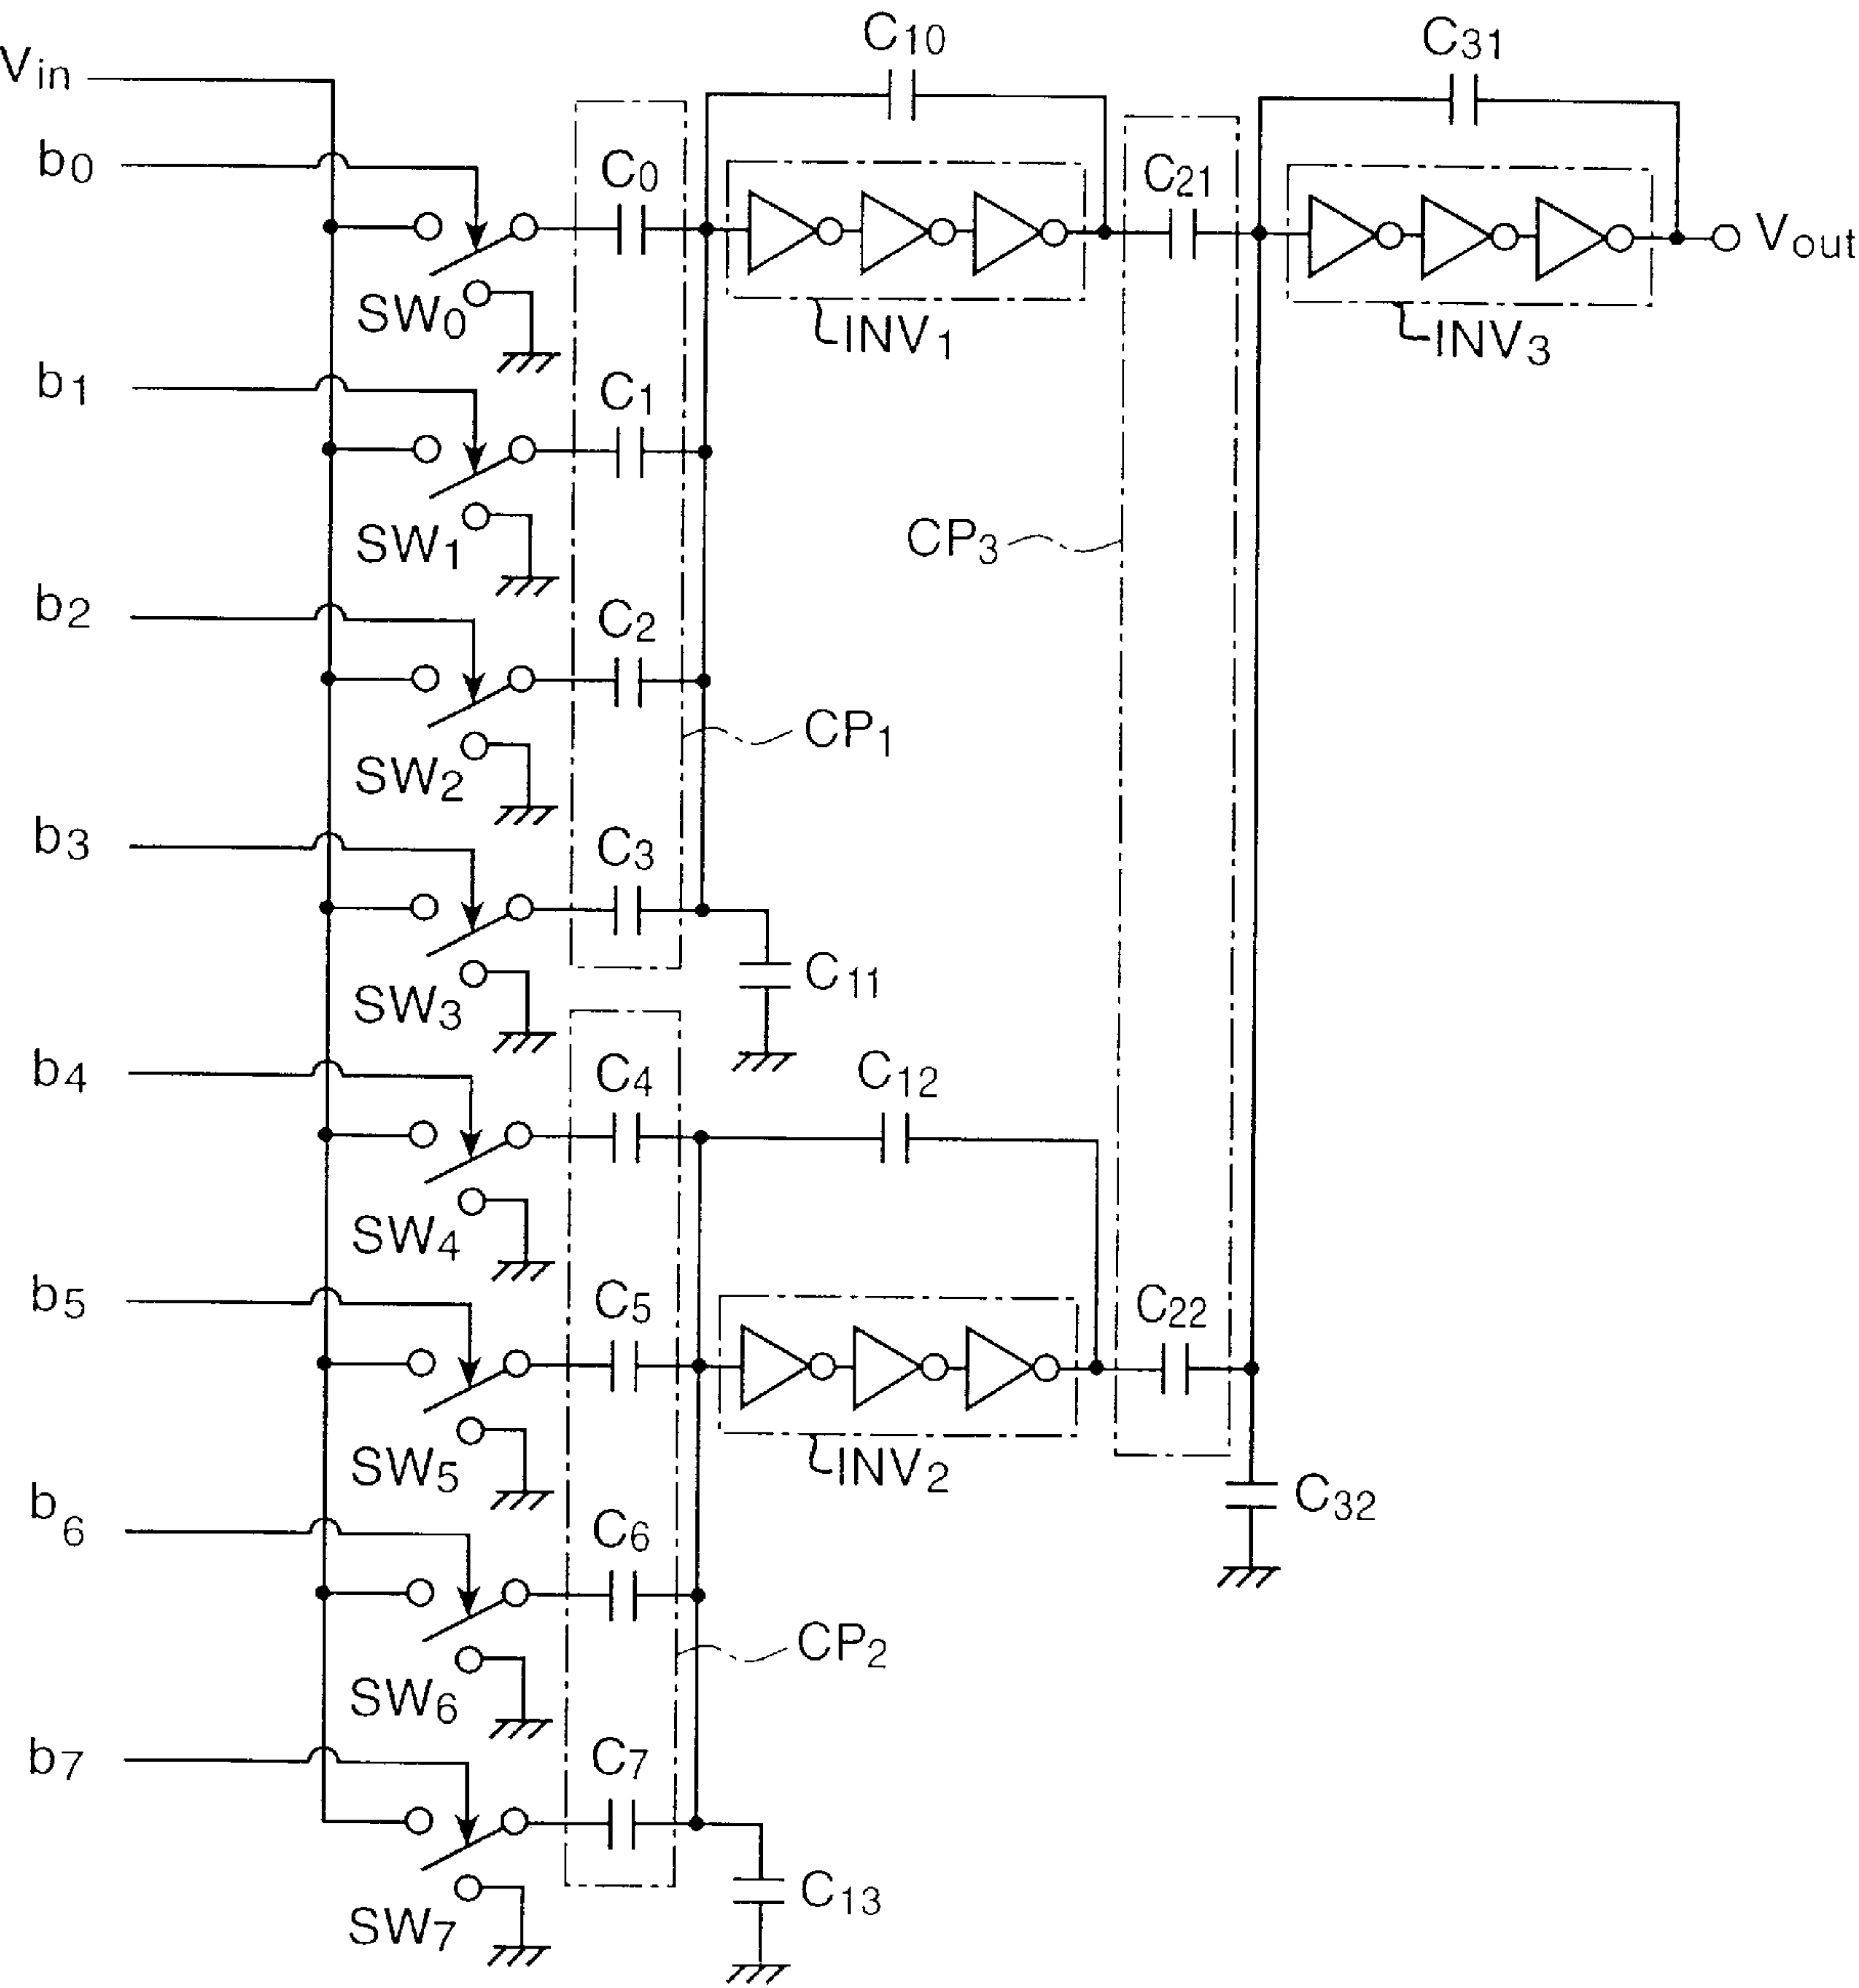 C10
C31
Vin
b0
C0
C21
Vout
SW0
INV1
INV3
b1
C1
SW1
CP3
b2
C2
CP1
SW2
b3
C3
C11
SW3
b4
C4
C12
SW4
b5
C5
C22
SW5
INV2
C32
b6
C6
CP2
SW6
b7
C7
C13
SW7